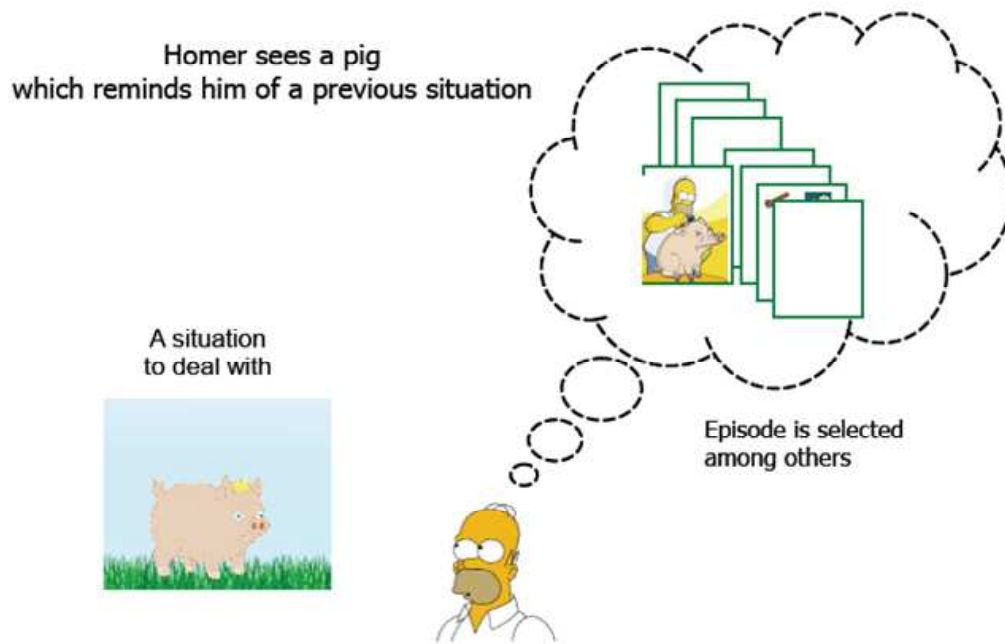 Homer sees a pig
which reminds him of a previous situation
A situation
to deal with
Episode is selected
among others